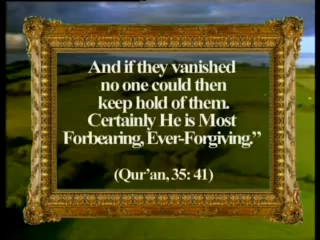 And if they vanished
no one could then
keep hold of them.
Certainly He is Most
Forbearing, Ever-Forgiving.”
(Qur’an, 35: 41)